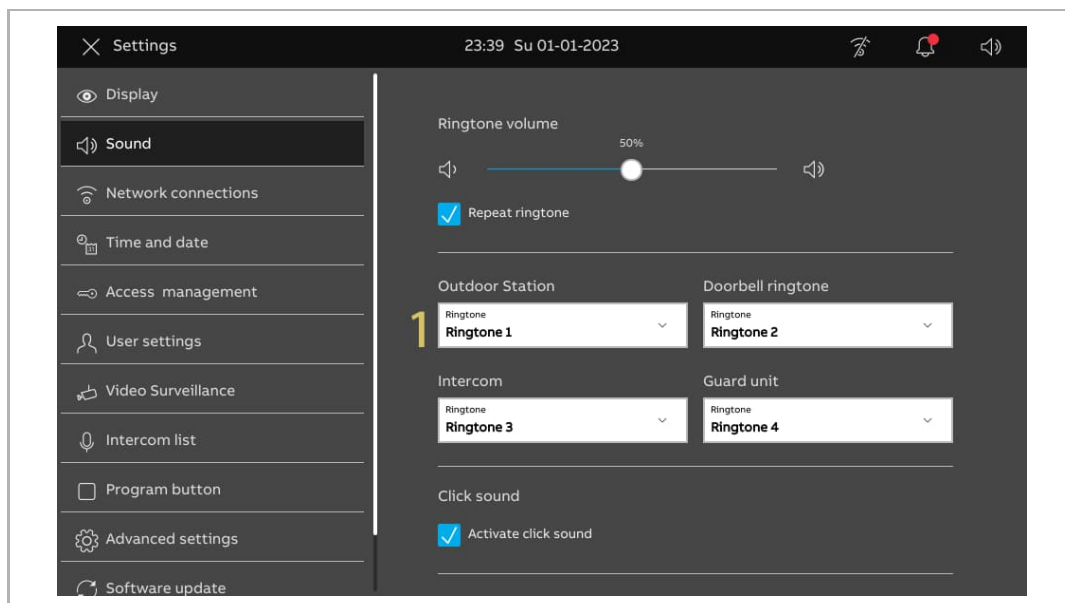 Settings
23:39 Su 01-01-2023
Display
Sound
Network connections
31
Time and date
Access management
User settings
Video Surveillance
Intercom list
Program button
Advanced settings
Software update
Ringtone volume
50%
Repeat ringtone
Outdoor Station
Ringtone
Ringtone 1
1
Doorbell ringtone
Ringtone
Ringtone 2
Intercom
Ringtone
Ringtone 3
Guard unit
Ringtone
Ringtone 4
Click sound
Activate click sound